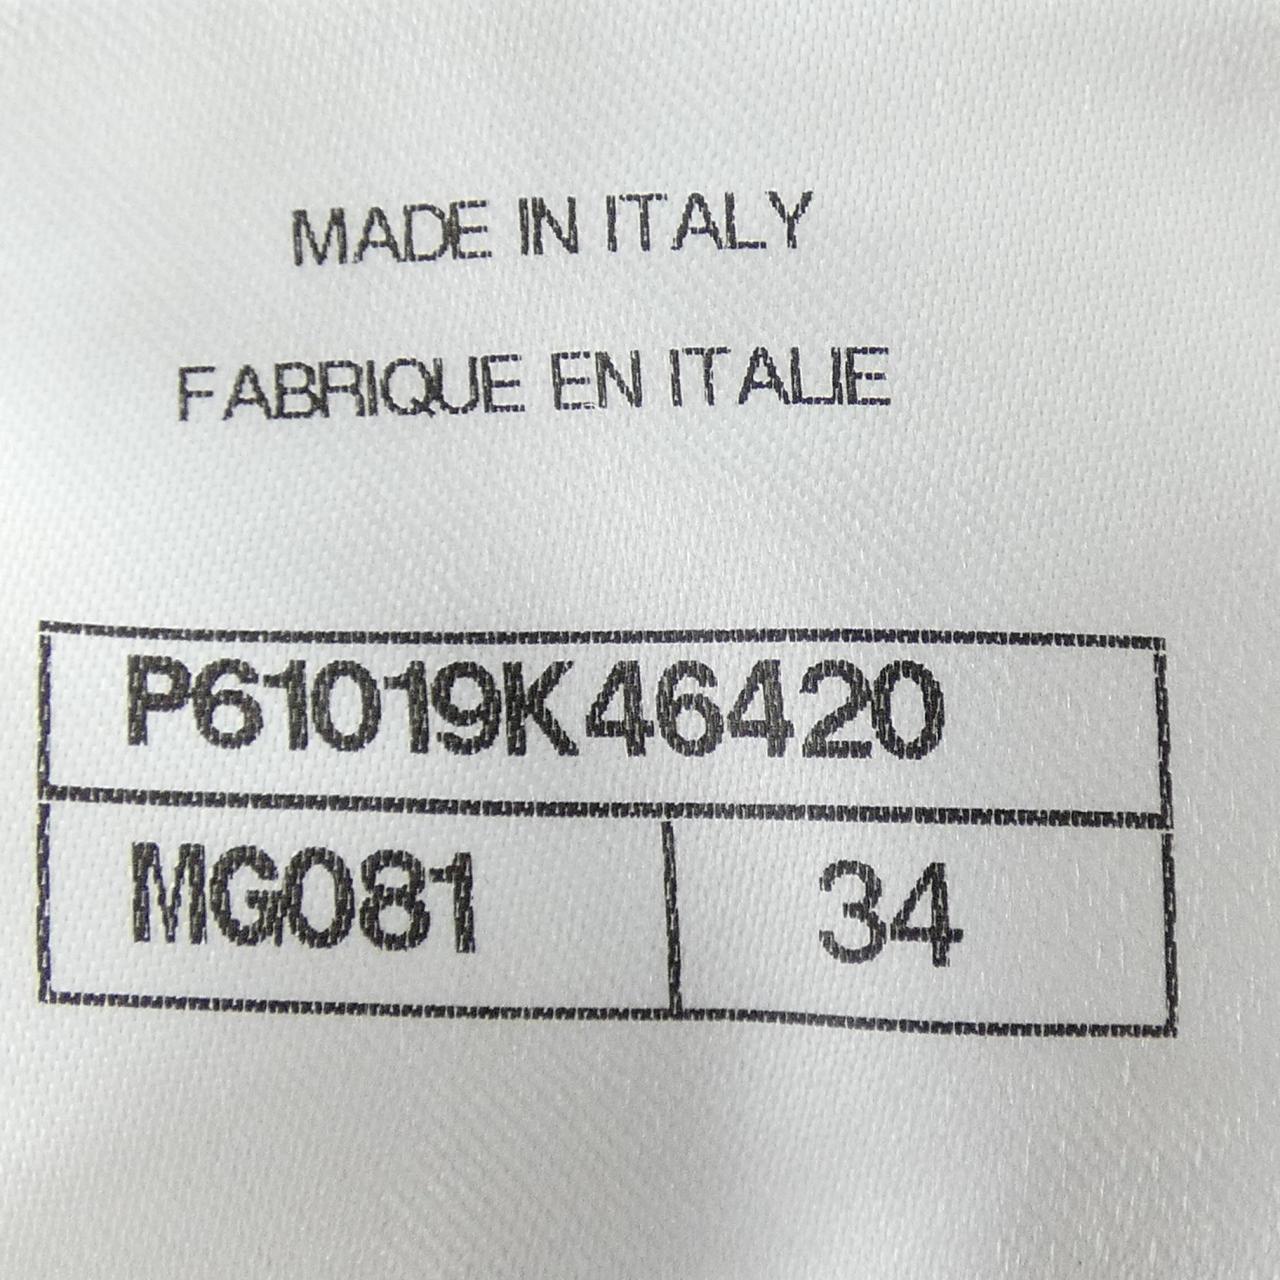 MADE IN ITALY
FABRIQUE EN ITALIE
P61019K46420
MG081 34